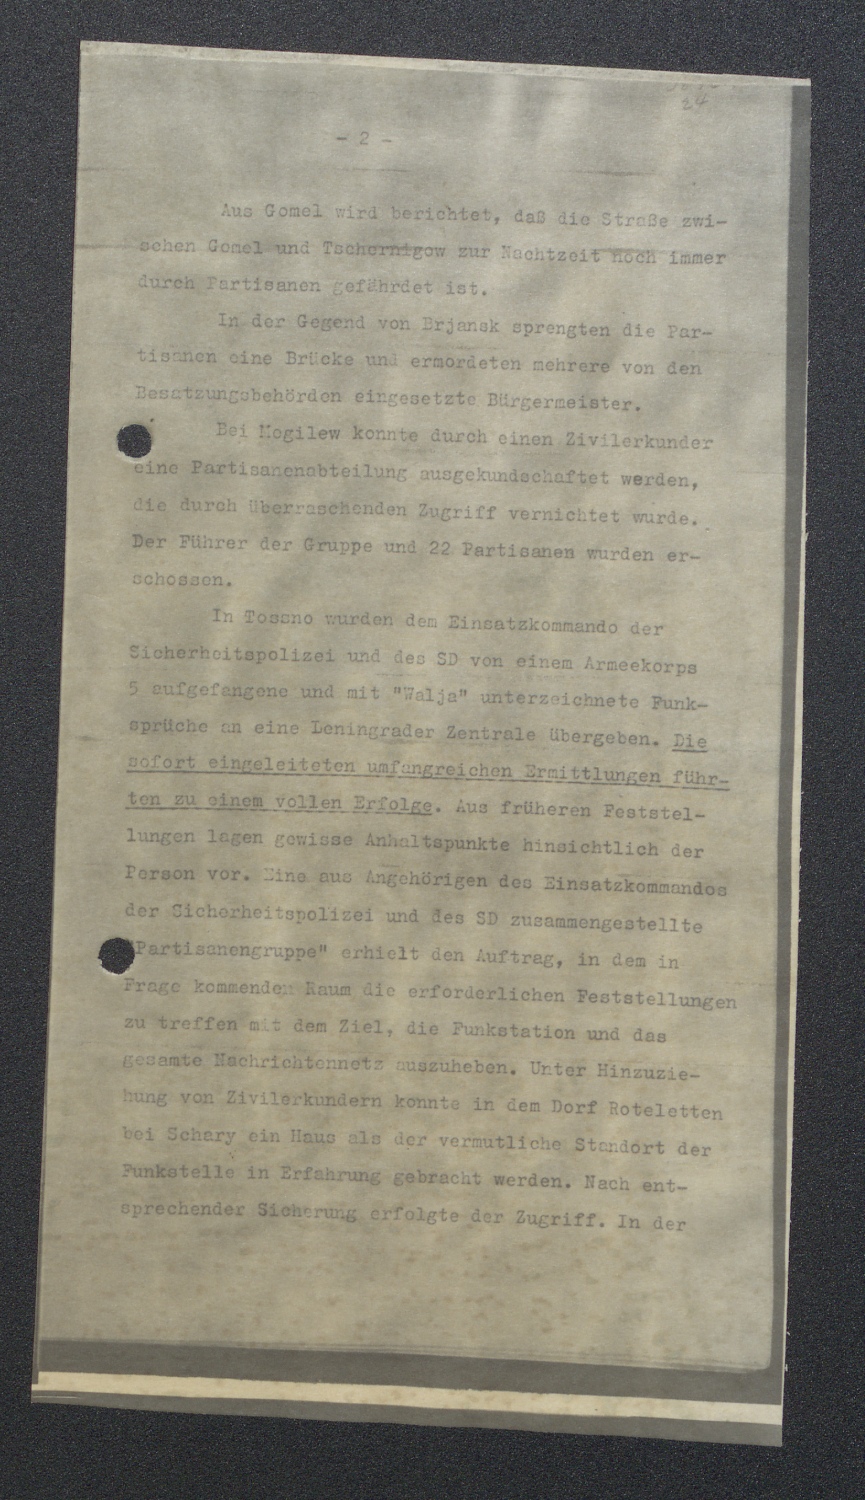 24
- 2 -
Aus Gomel wird berichtet, daß die Straße zwi-
schen Gomel und Tschernigow zur Nachtzeit noch immer
durch Partisanen gefährdet ist.
In der Gegend von Brjansk sprengten die Par-
tisanen eine Brücke und ermordeten mehrere von den
Besatzungsbehörden eingesetzte Bürgermeister.
Bei Mogilew konnte durch einen Zivilerkunder
eine Partisanenabteilung ausgekundschaftet werden,
die durch überraschenden Zugriff vernichtet wurde.
Der Führer der Gruppe und 22 Partisanen wurden er-
schossen.
In Tossno wurden dem Einsatzkommando der
Sicherheitspolizei und des SD von einem Armeekorps
5 aufgefangene und mit "Walja" unterzeichnete Funk-
sprüche an eine Leningrader Zentrale übergeben. Die
sofort eingeleiteten umfangreichen Ermittlungen führ-
ten zu einem vollen Erfolge. Aus früheren Feststel-
lungen lagen gewisse Anhaltspunkte hinsichtlich der
Person vor. Eine aus Angehörigen des Einsatzkommandos
der Sicherheitspolizei und des SD zusammengestellte
"Partisanengruppe" erhielt den Auftrag, in dem in
Frage kommenden Raum die erforderlichen Feststellungen
zu treffen mit dem Ziel, die Funkstation und das
gesamte Nachrichtennetz auszuheben. Unter Hinzuzie-
hung von Zivilerkundern konnte in dem Dorf Roteletten
bei Schary ein Haus als der vermutliche Standort der
Funkstelle in Erfahrung gebracht werden. Nach ent-
sprechender Sicherung erfolgte der Zugriff. In der